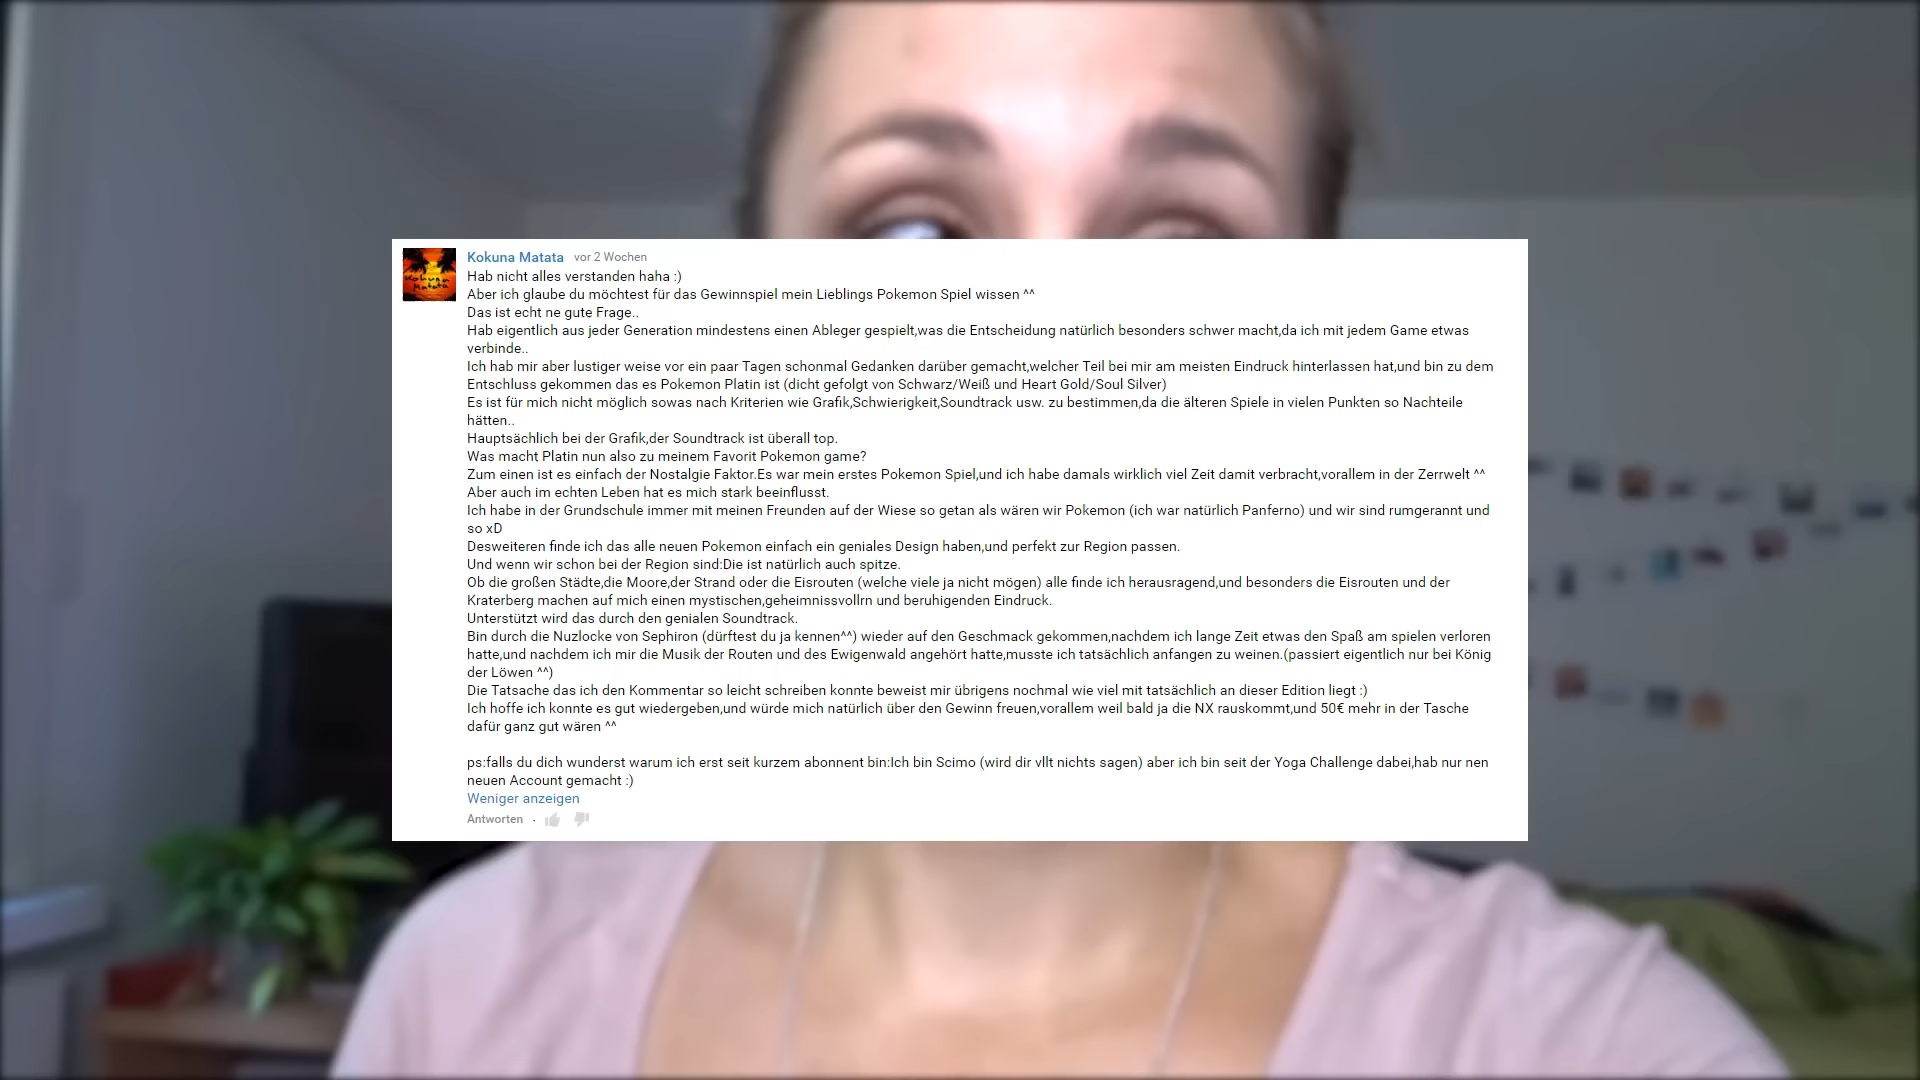 Kokuna Matata vor 2 Wochen
Hab nicht alles verstanden haha :)
Aber ich glaube du möchtest für das Gewinnspiel mein Lieblings Pokemon Spiel wissen ^^
Das ist echt ne gute Frage..
Hab eigentlich aus jeder Generation mindestens einen Ableger gespielt,was die Entscheidung natürlich besonders schwer macht,da ich mit jedem Game etwas
verbinde..
Ich hab mir aber lustiger weise vor ein paar Tagen schonmal Gedanken darüber gemacht,welcher Teil bei mir am meisten Eindruck hinterlassen hat,und bin zu dem
Entschluss gekommen das es Pokemon Platin ist (dicht gefolgt von Schwarz/Weiß und Heart Gold/Soul Silver)
Es ist für mich nicht möglich sowas nach Kriterien wie Grafik,Schwierigkeit,Soundtrack usw. zu bestimmen,da die älteren Spiele in vielen Punkten so Nachteile
hätten..
Hauptsächlich bei der Grafik,der Soundtrack ist überall top.
Was macht Platin nun also zu meinem Favorit Pokemon game?
Zum einen ist es einfach der Nostalgie Faktor.Es war mein erstes Pokemon Spiel,und ich habe damals wirklich viel Zeit damit verbracht,vorallem in der Zerrwelt ^^
Aber auch im echten Leben hat es mich stark beeinflusst.
Ich habe in der Grundschule immer mit meinen Freunden auf der Wiese so getan als wären wir Pokemon (ich war natürlich Panferno) und wir sind rumgerannt und
so xD
Desweiteren finde ich das alle neuen Pokemon einfach ein geniales Design haben,und perfekt zur Region passen.
Und wenn wir schon bei der Region sind:Die ist natürlich auch spitze.
Ob die großen Städte,die Moore,der Strand oder die Eisrouten (welche viele ja nicht mögen) alle finde ich herausragend,und besonders die Eisrouten und der
Kraterberg machen auf mich einen mystischen,geheimnissvollrn und beruhigenden Eindruck.
Unterstützt wird das durch den genialen Soundtrack.
Bin durch die Nuzlocke von Sephiron (dürftest du ja kennen^^) wieder auf den Geschmack gekommen,nachdem ich lange Zeit etwas den Spaß am spielen verloren
hatte,und nachdem ich mir die Musik der Routen und des Ewigenwald angehört hatte,musste ich tatsächlich anfangen zu weinen.(passiert eigentlich nur bei König
der Löwen ^^)
Die Tatsache das ich den Kommentar so leicht schreiben konnte beweist mir übrigens nochmal wie viel mit tatsächlich an dieser Edition liegt :)
Ich hoffe ich konnte es gut wiedergeben,und würde mich natürlich über den Gewinn freuen,vorallem weil bald ja die NX rauskommt,und 50€ mehr in der Tasche
dafür ganz gut wären ^^
ps:falls du dich wunderst warum ich erst seit kurzem abonnent bin:Ich bin Scimo (wird dir vllt nichts sagen) aber ich bin seit der Yoga Challenge dabei,hab nur nen
neuen Account gemacht :)
Weniger anzeigen
Antworten ·
Kokuna
Matata